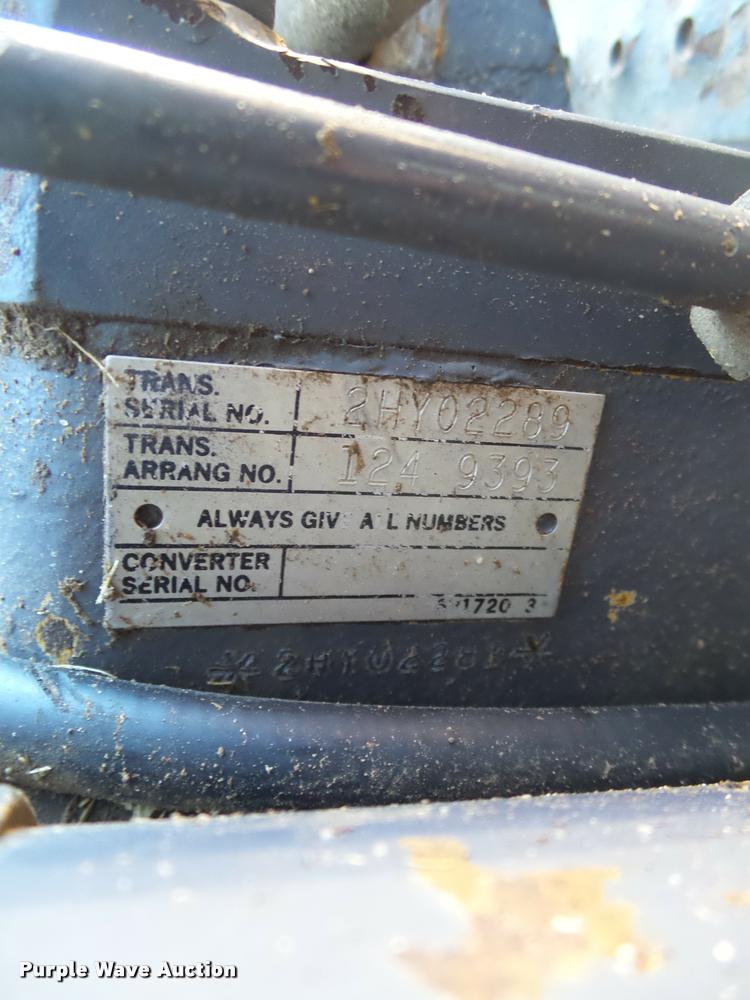 TRANS.
SERIAL NO. 2HY02289
TRANS.
ARRANG NO. 124 9393
ALWAYS GIV A L NUMBERS
CONVERTER
SERIAL NO.
Purple Wave Auction